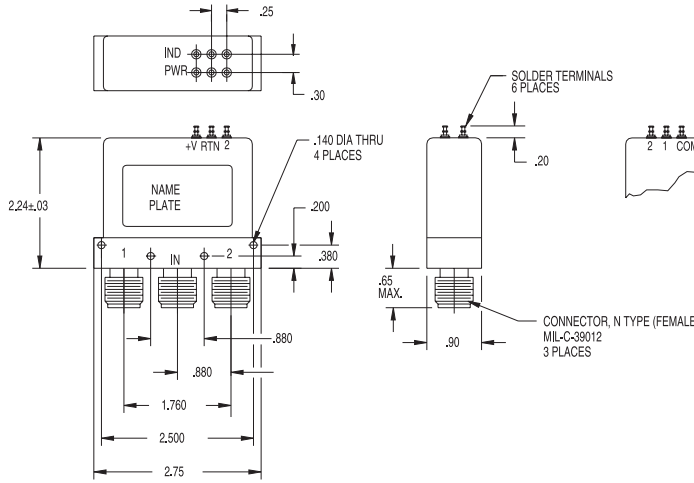 .25
IND
PWR
.30
SOLDER TERMINALS
6 PLACES
.20
+V RTN 2
.140 DIA THRU
4 PLACES
2 1 COM
NAME
PLATE
2.24±.03
.200
.380
1 IN 2
.65
MAX.
CONNECTOR, N TYPE (FEMALE
MIL-C-39012
3 PLACES
.880
.90
.880
1.760
2.500
2.75